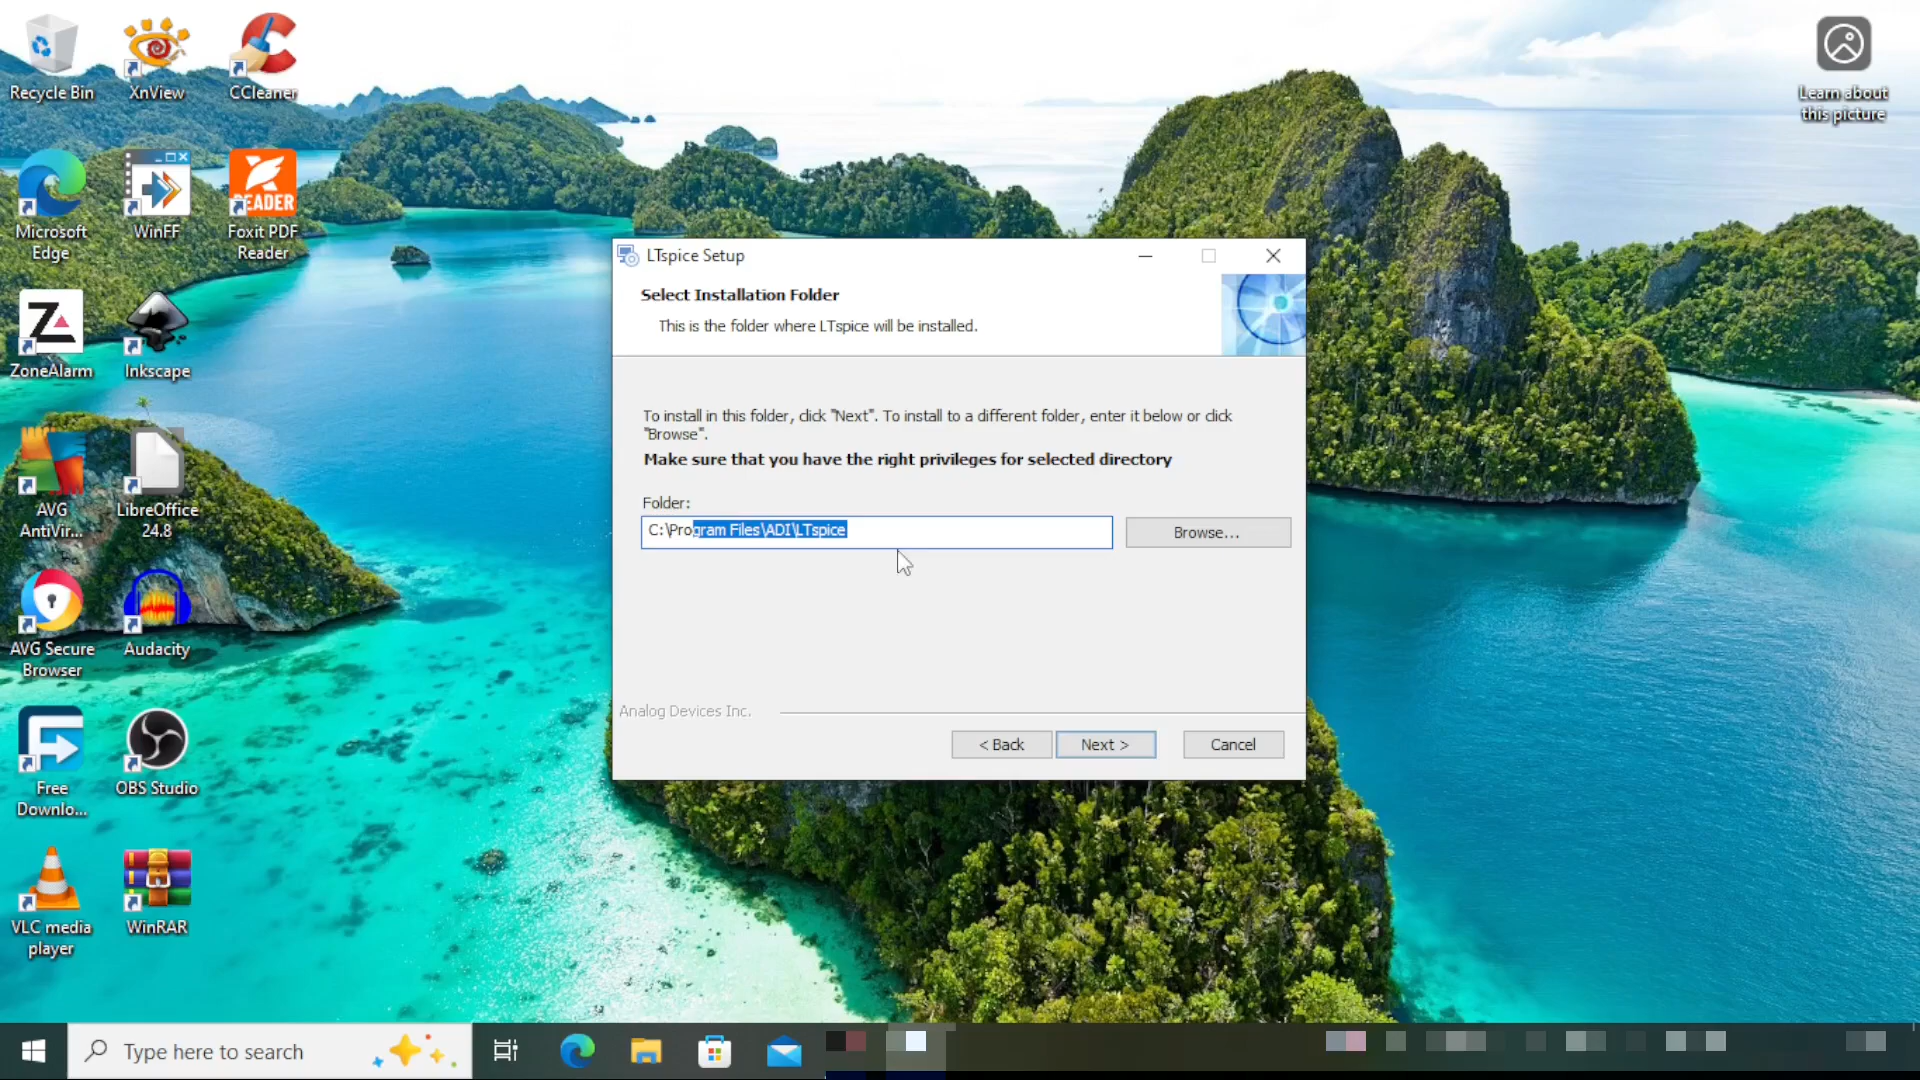 Recycle Bin
XnView
CCleaner
Learn about
this picture
Microsoft
Edge
WinFF
READER
Foxit PDF
Reader
ZoneAlarm
Inkscape
AVG
AntiVir...
LibreOffice
24.8
AVG Secure
Browser
Audacity
Free
Downlo...
OBS Studio
VLC media
player
WinRAR
LTspice Setup
Select Installation Folder
This is the folder where LTspice will be installed.
To install in this folder, click "Next". To install to a different folder, enter it below or click
"Browse".
Make sure that you have the right privileges for selected directory
Folder:
C:\Program Files\ADI\LTspice
Browse...
Analog Devices Inc.
< Back
Next >
Cancel
Type here to search